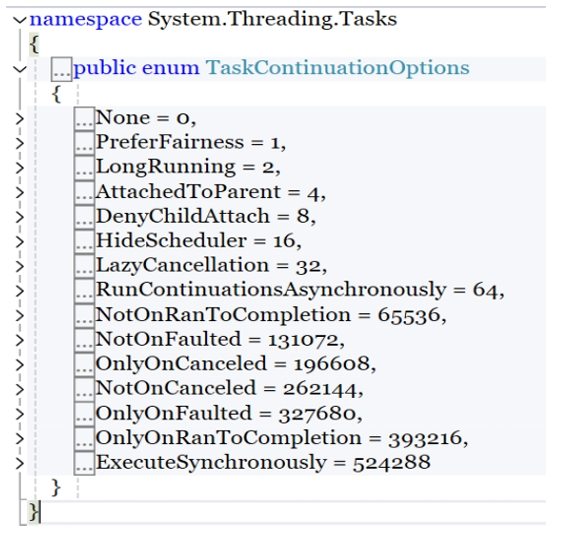 namespace System.Threading.Tasks
{
...public enum TaskContinuationOptions
{
...None = 0,
...PreferFairness = 1,
...LongRunning = 2,
...AttachedToParent = 4,
...DenyChildAttach = 8,
...HideScheduler = 16,
...LazyCancellation = 32,
...RunContinuationsAsynchronously = 64,
...NotOnRanToCompletion = 65536,
...NotOnFaulted = 131072,
...OnlyOnCanceled = 196608,
...NotOnCanceled = 262144,
...OnlyOnFaulted = 327680,
...OnlyOnRanToCompletion = 393216,
...ExecuteSynchronously = 524288
}
}